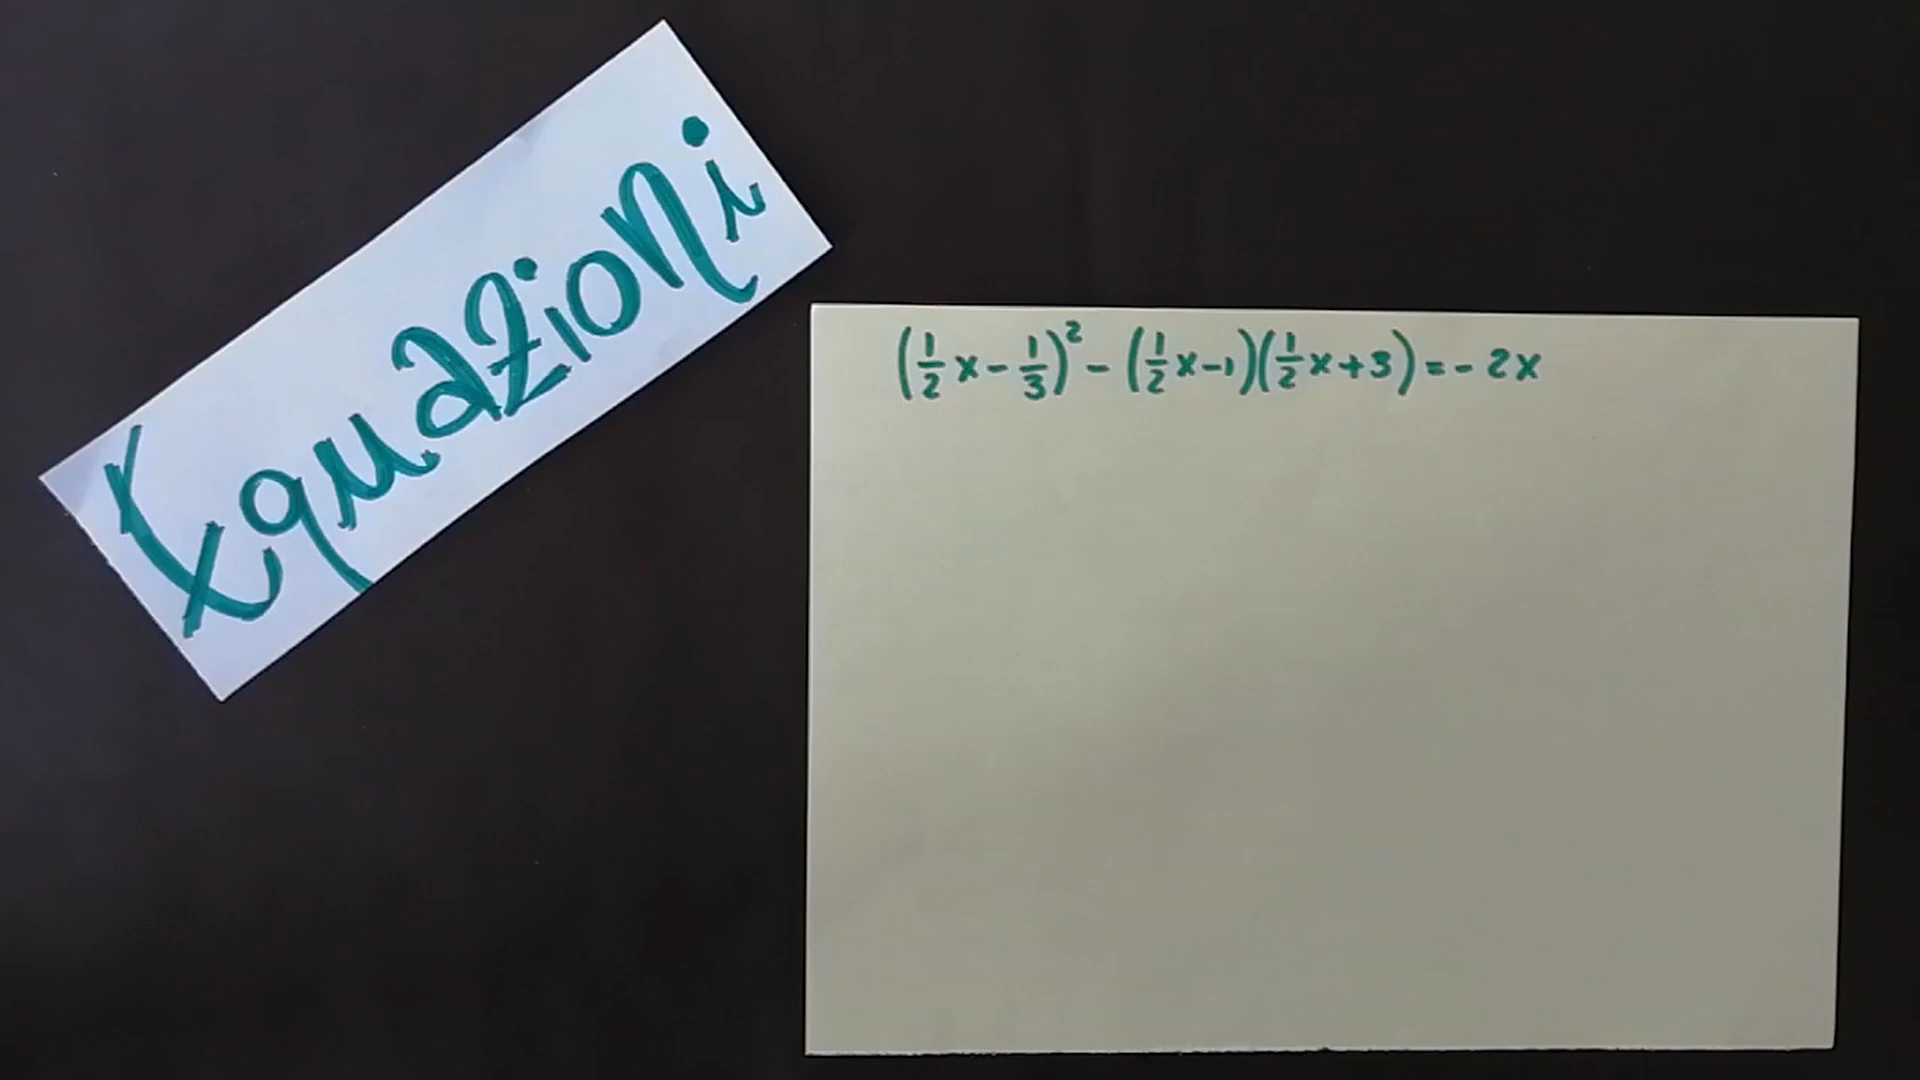 Equazioni
(1/2 x - 1/3)² - (1/2 x - 1)(1/2 x + 3) = - 2x